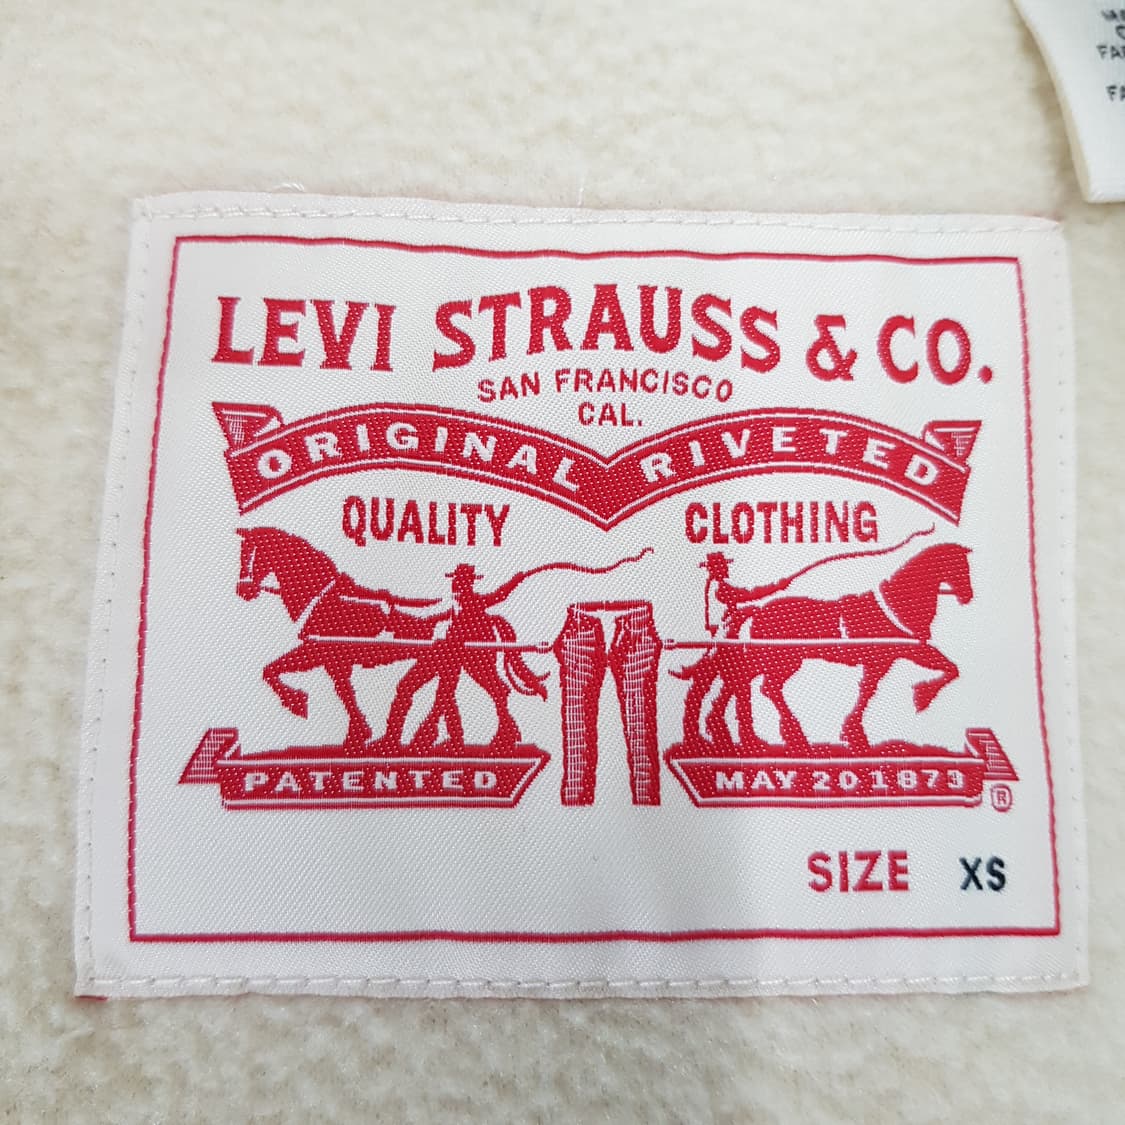 LEVI STRAUSS & CO.
SAN FRANCISCO
CAL.
ORIGINAL RIVETED
QUALITY CLOTHING
PATENTED MAY 20 1873
®
SIZE XS